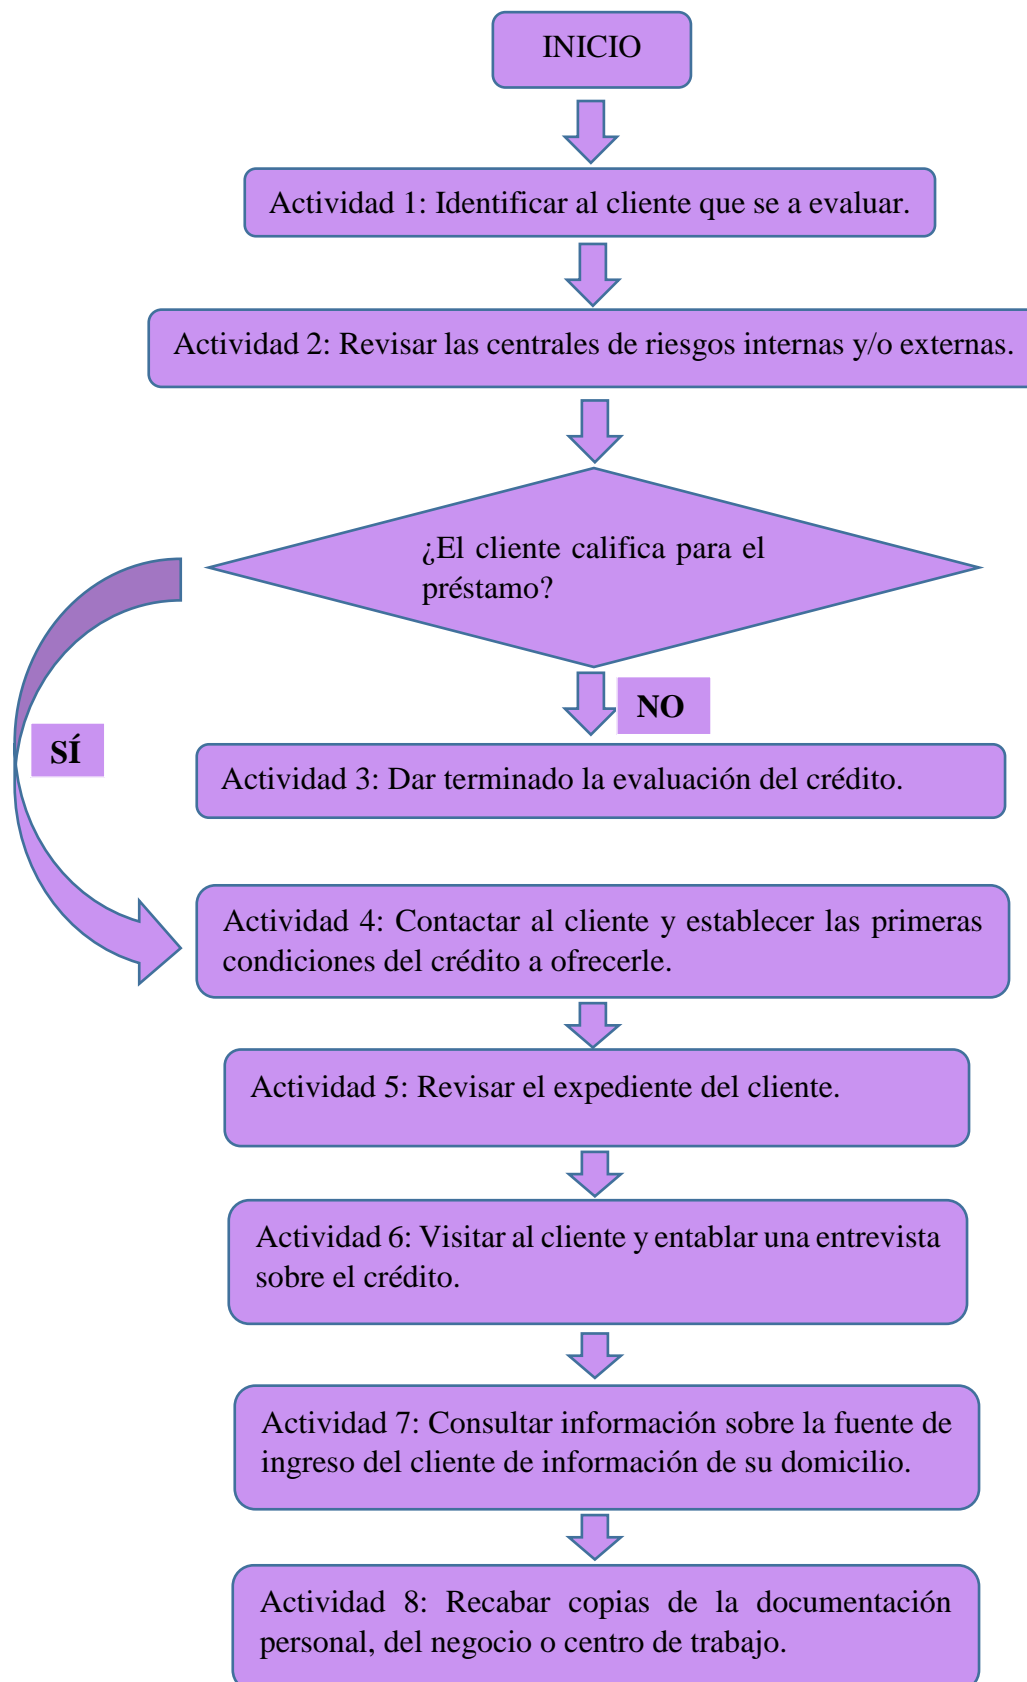 INICIO
Actividad 1: Identificar al cliente que se a evaluar.
Actividad 2: Revisar las centrales de riesgos internas y/o externas.
¿El cliente califica para el
préstamo?
NO
SÍ
Actividad 3: Dar terminado la evaluación del crédito.
Actividad 4: Contactar al cliente y establecer las primeras
condiciones del crédito a ofrecerle.
Actividad 5: Revisar el expediente del cliente.
Actividad 6: Visitar al cliente y entablar una entrevista
sobre el crédito.
Actividad 7: Consultar información sobre la fuente de
ingreso del cliente de información de su domicilio.
Actividad 8: Recabar copias de la documentación
personal, del negocio o centro de trabajo.